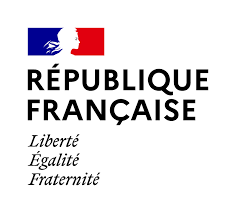 RÉPUBLIQUE
FRANÇAISE
Liberté
Égalité
Fraternité